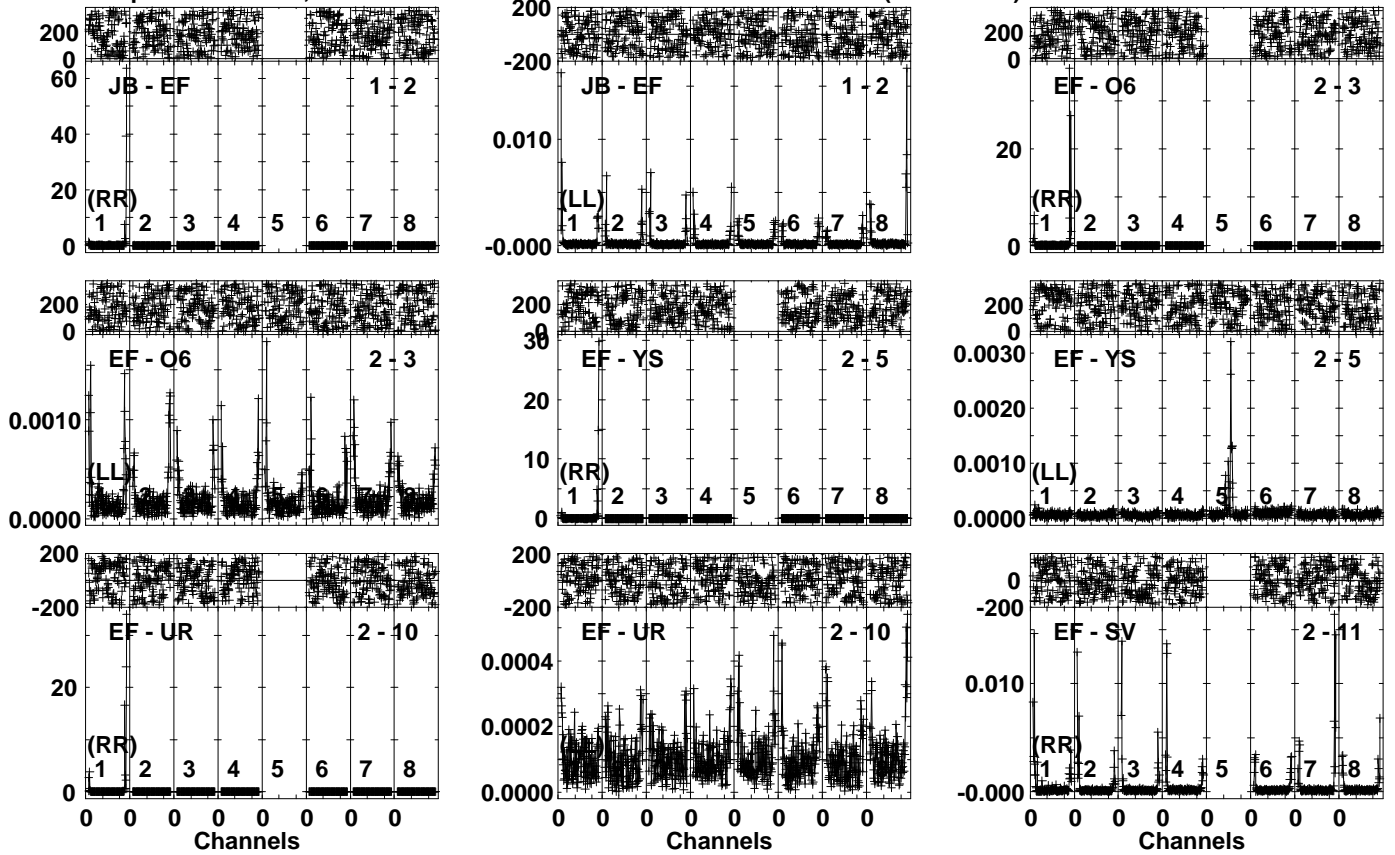 200
0
JB - EF 1 - 2
60
40
20
0
(RR)
1 2 3 4 5 6 7 8
200
-200
JB - EF 1 - 2
0.010
-0.000
(LL)
1 2 3 4 5 6 7 8
200
0
EF - O6 2 - 3
20
0
(RR)
1 2 3 4 5 6 7 8
200
0
EF - O6 2 - 3
0.0010
0.0000
(LL)
200
0
EF - YS 2 - 5
30
20
10
0
(RR)
1 2 3 4 5 6 7 8
200
0
EF - YS 2 - 5
0.0030
0.0020
0.0010
0.0000
(LL)
1 2 3 4 5 6 7 8
200
-200
EF - UR 2 - 10
20
0
(RR)
1 2 3 4 5 6 7 8
0 0 0 0 0 0 0 0
Channels
200
-200
EF - UR 2 - 10
0.0004
0.0002
0.0000
0 0 0 0 0 0 0 0
Channels
0
-200
EF - SV 2 - 11
0.010
-0.000
(RR)
1 2 3 4 5 6 7 8
0 0 0 0 0 0 0
Channels